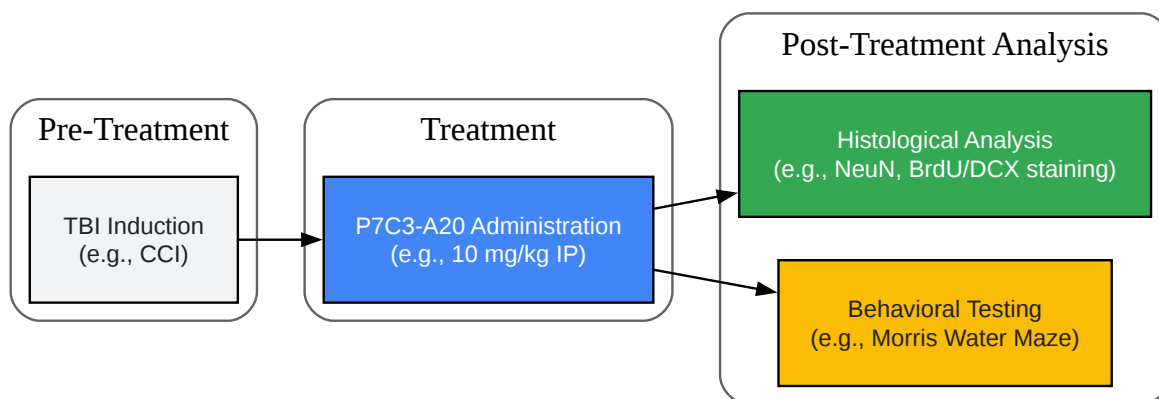 Pre-Treatment
TBI Induction
(e.g., CCI)
Treatment
P7C3-A20 Administration
(e.g., 10 mg/kg IP)
Post-Treatment Analysis
Histological Analysis
(e.g., NeuN, BrdU/DCX staining)
Behavioral Testing
(e.g., Morris Water Maze)